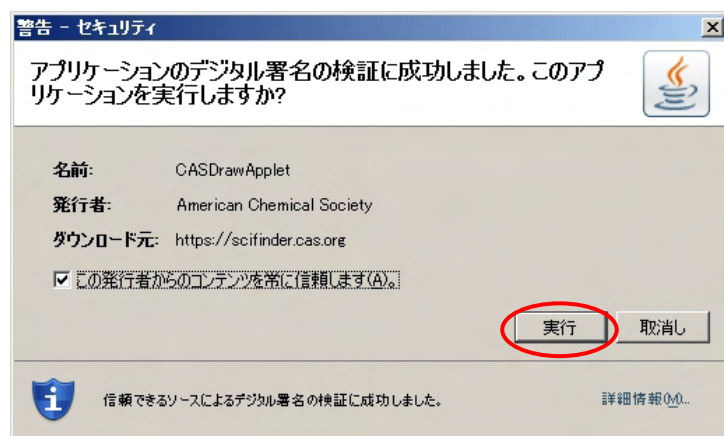 警告 - セキュリティ
アプリケーションのデジタル署名の検証に成功しました。このアプ
リケーションを実行しますか?
名前: CASDrawApplet
発行者: American Chemical Society
ダウンロード元: https://scifinder.cas.org
この発行者からのコンテンツを常に信頼します(A)。
実行 取消し
信頼できるソースによるデジタル署名の検証に成功しました。 詳細情報(M)...